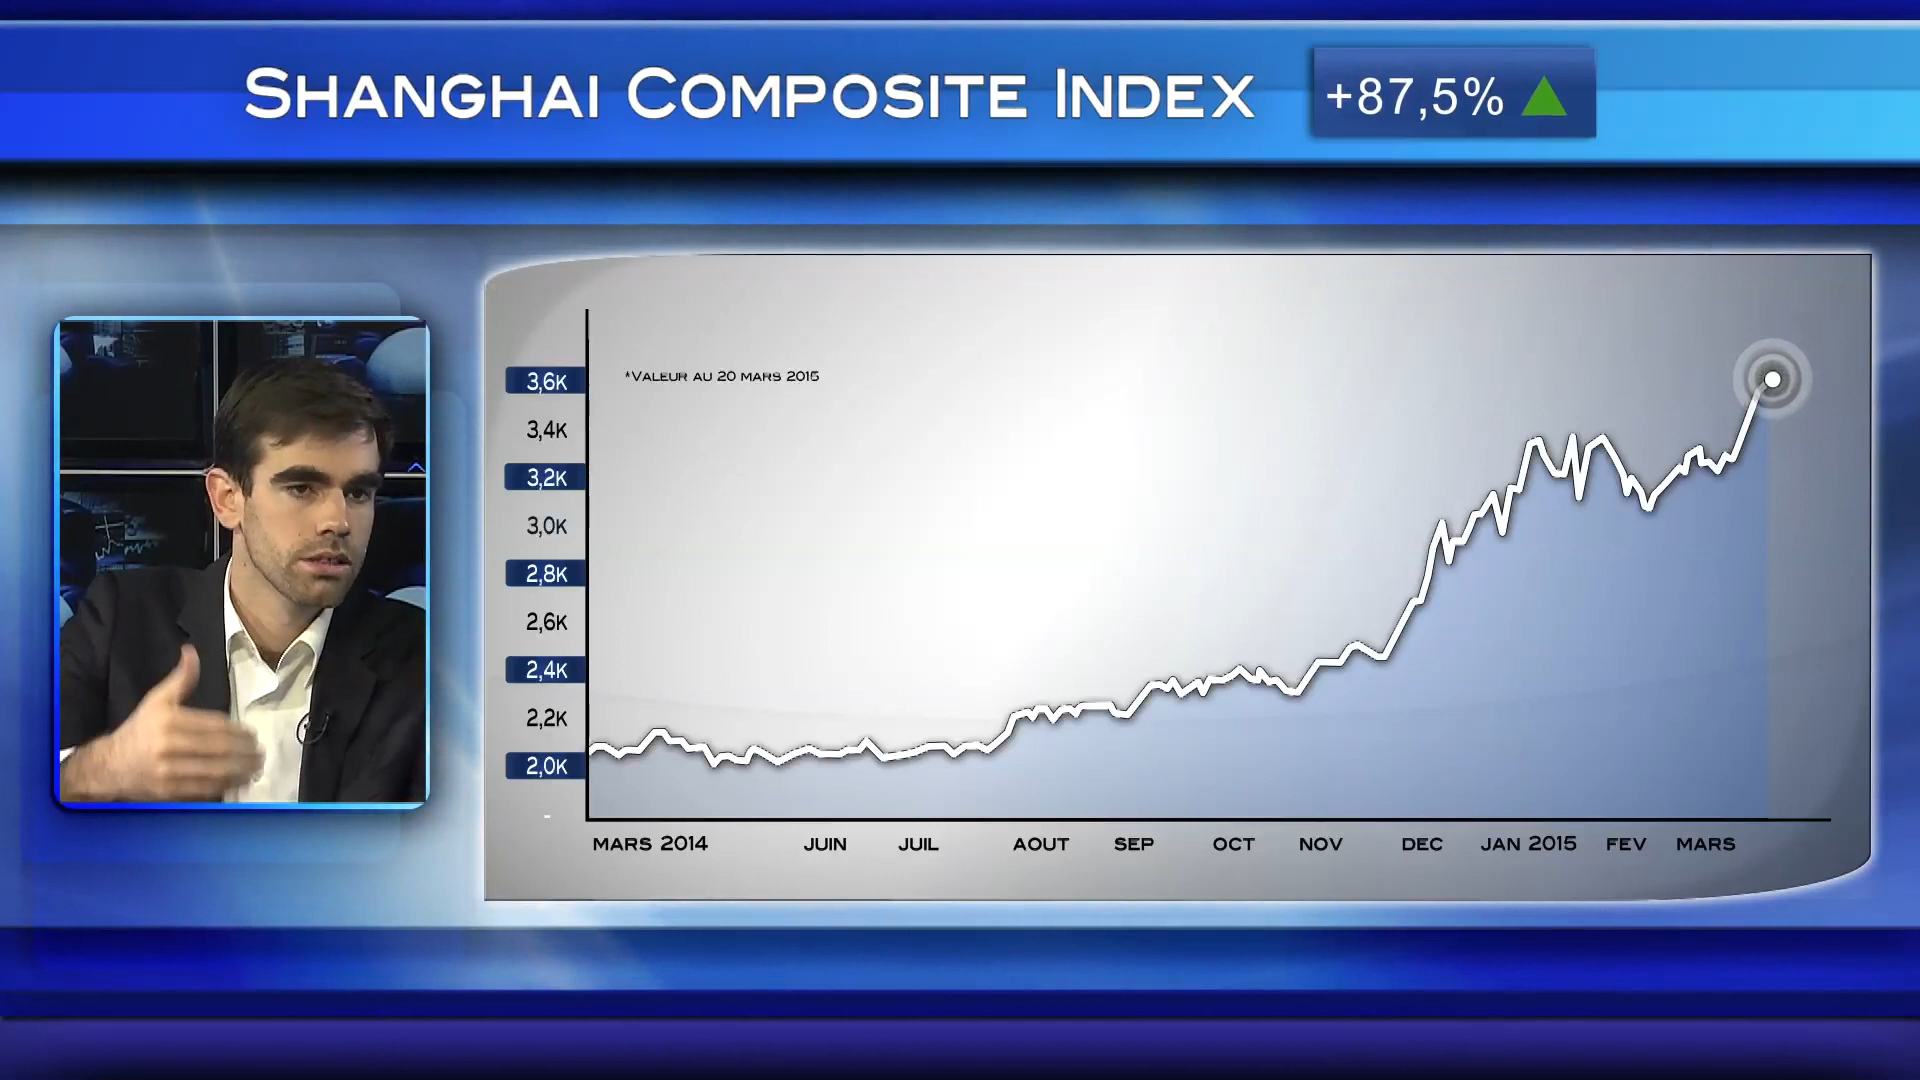 SHANGHAI COMPOSITE INDEX
+87,5%
*VALEUR AU 20 MARS 2015
3,6K
3,4K
3,2K
3,0K
2,8K
2,6K
2,4K
2,2K
2,0K
-
MARS 2014 JUIN JUIL AOUT SEP OCT NOV DEC JAN 2015 FEV MARS